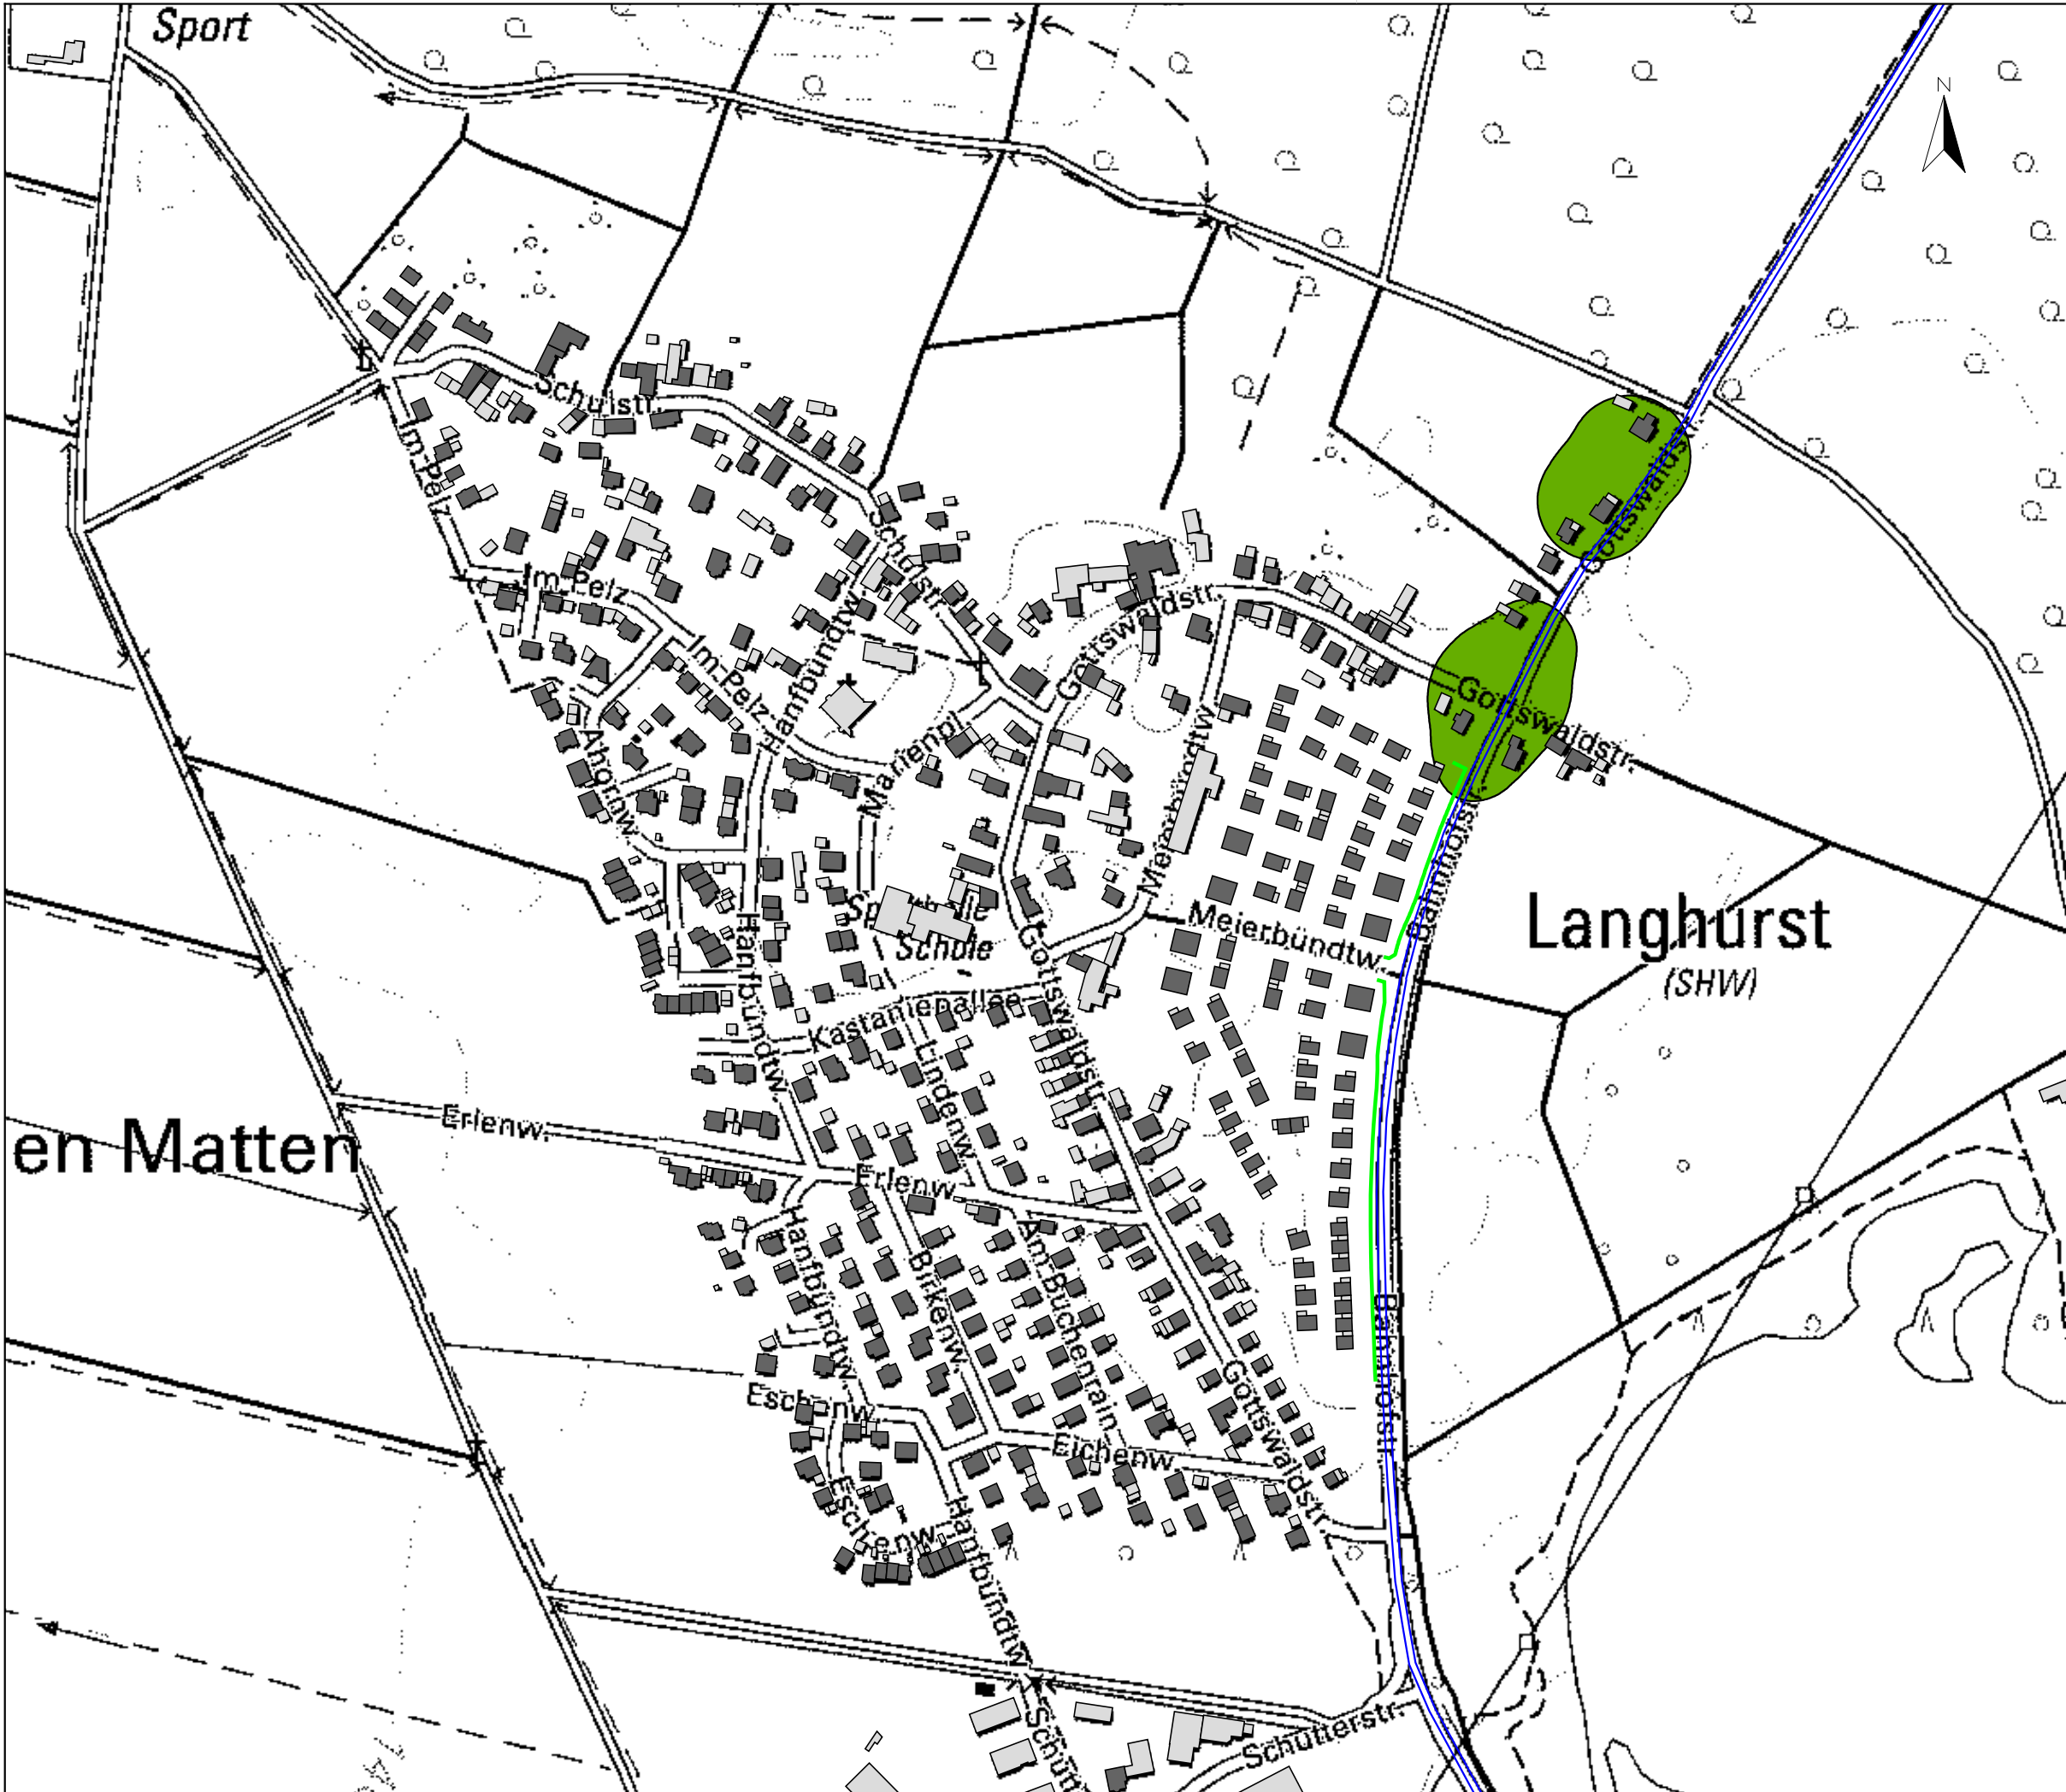 Sport
N
Schulstr.
Im Pelz
Gottswaldstr.
Schulstr.
Im Pelz
Gottswaldstr.
Hanfbündtw.
Im Pelz
Gottswaldstr.
Ahornw.
Marienpl.
Meierbündtw.
Bahnhofstr.
Meierbündtw.
Langhurst
(SHW)
Sporthalle
Schule
Hanfbündtw.
Gottswaldstr.
Kastanienallee
Lindenw.
Erlenw.
en Matten
Erlenw.
Hanfbündtw.
Birkenw.
Am Buchenrain
Bahnhofstr.
Eschenw.
Gottswaldstr.
Eichenw.
Eschenw.
Hanfbündtw.
Schutterstr.